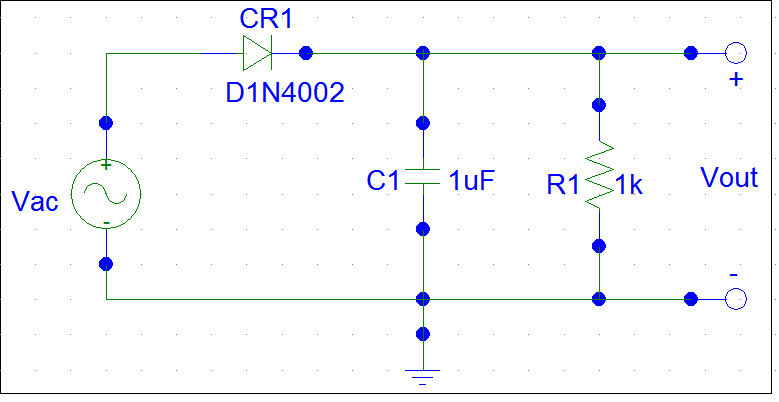 CR1
D1N4002
+
+
Vac
-
C1 1uF
R1 1k
Vout
-